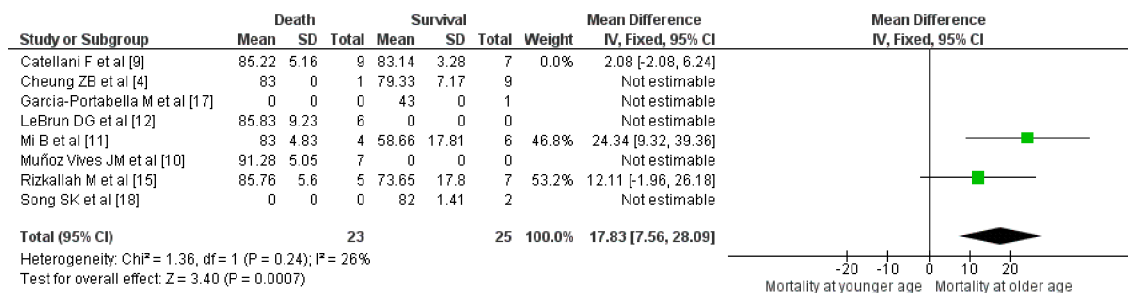 Death Survival Mean Difference Mean Difference
Study or Subgroup Mean SD Total Mean SD Total Weight IV, Fixed, 95% CI IV, Fixed, 95% CI
Catellani F et al [9] 85.22 5.16 9 83.14 3.28 7 0.0% 2.08 [-2.08, 6.24]
Cheung ZB et al [4] 83 0 1 79.33 7.17 9 Not estimable
Garcia-Portabella M et al [17] 0 0 0 43 0 1 Not estimable
LeBrun DG et al [12] 85.83 9.23 6 0 0 0 Not estimable
Mi B et al [11] 83 4.83 4 58.66 17.81 6 46.8% 24.34 [9.32, 39.36]
Muñoz Vives JM et al [10] 91.28 5.05 7 0 0 0 Not estimable
Rizkallah M et al [15] 85.76 5.6 5 73.65 17.8 7 53.2% 12.11 [-1.96, 26.18]
Song SK et al [18] 0 0 0 82 1.41 2 Not estimable
Total (95% CI) 23 25 100.0% 17.83 [7.56, 28.09]
Heterogeneity: Chi² = 1.36, df = 1 (P = 0.24); I² = 26%
Test for overall effect: Z = 3.40 (P = 0.0007)
-20 -10 0 10 20
Mortality at younger age Mortality at older age